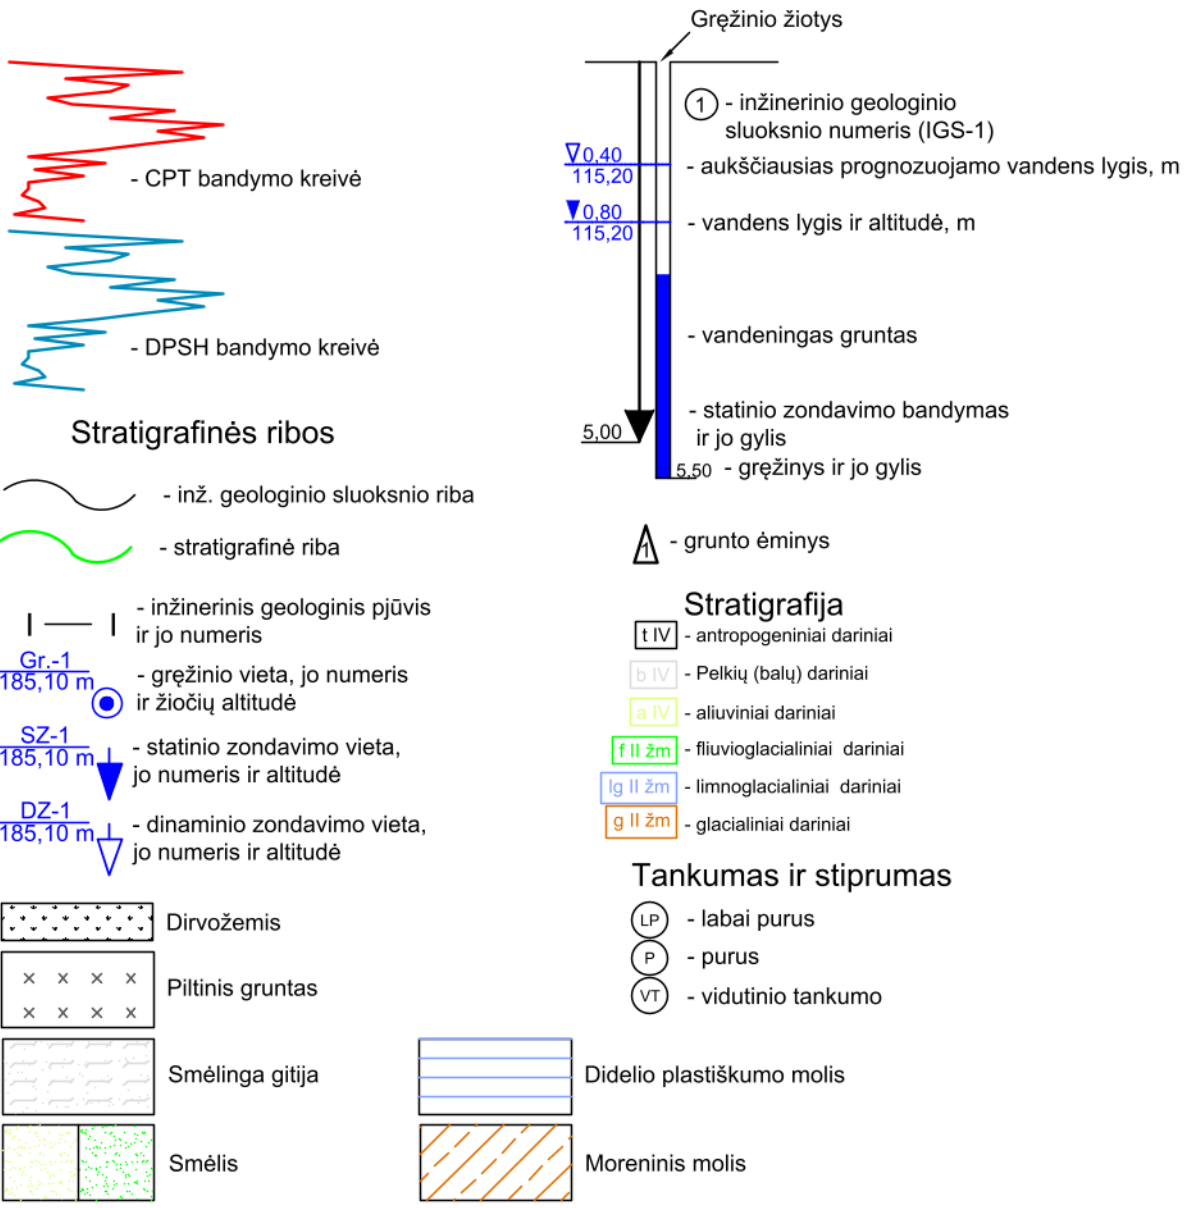 Gręžinio žiotys
1 - inžinerinio geologinio
sluoksnio numeris (IGS-1)
0,40
115,20
- aukščiausias prognozuojamo vandens lygis, m
0,80
115,20
- vandens lygis ir altitudė, m
- vandeningas gruntas
- statinio zondavimo bandymas
ir jo gylis
5,00
5,50 - gręžinys ir jo gylis
1 - grunto ėminys
- CPT bandymo kreivė
- DPSH bandymo kreivė
Stratigrafinės ribos
- inž. geologinio sluoksnio riba
- stratigrafinė riba
I I - inžinerinis geologinis pjūvis
ir jo numeris
Gr.-1
185,10 m
- gręžinio vieta, jo numeris
ir žiočių altitudė
SZ-1
185,10 m
- statinio zondavimo vieta,
jo numeris ir altitudė
DZ-1
185,10 m
- dinaminio zondavimo vieta,
jo numeris ir altitudė
Stratigrafija
t IV - antropogeniniai dariniai
b IV - Pelkių (balų) dariniai
a IV - aliuviniai dariniai
f II žm - fliuvioglacialiniai dariniai
lg II žm - limnoglacialiniai dariniai
g II žm - glacialiniai dariniai
Tankumas ir stiprumas
LP - labai purus
P - purus
VT - vidutinio tankumo
Dirvožemis
Piltinis gruntas
Smėlinga gitija
Smėlis
Didelio plastiškumo molis
Moreninis molis